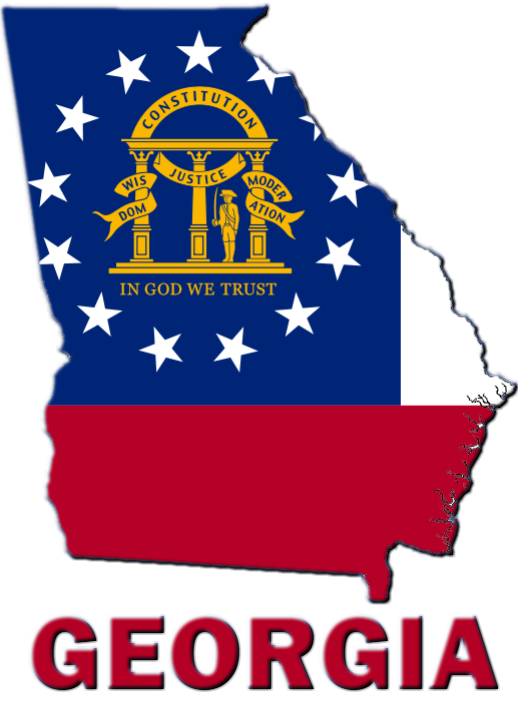 CONSTITUTION
JUSTICE
WIS
DOM
MODER
ATION
IN GOD WE TRUST
GEORGIA